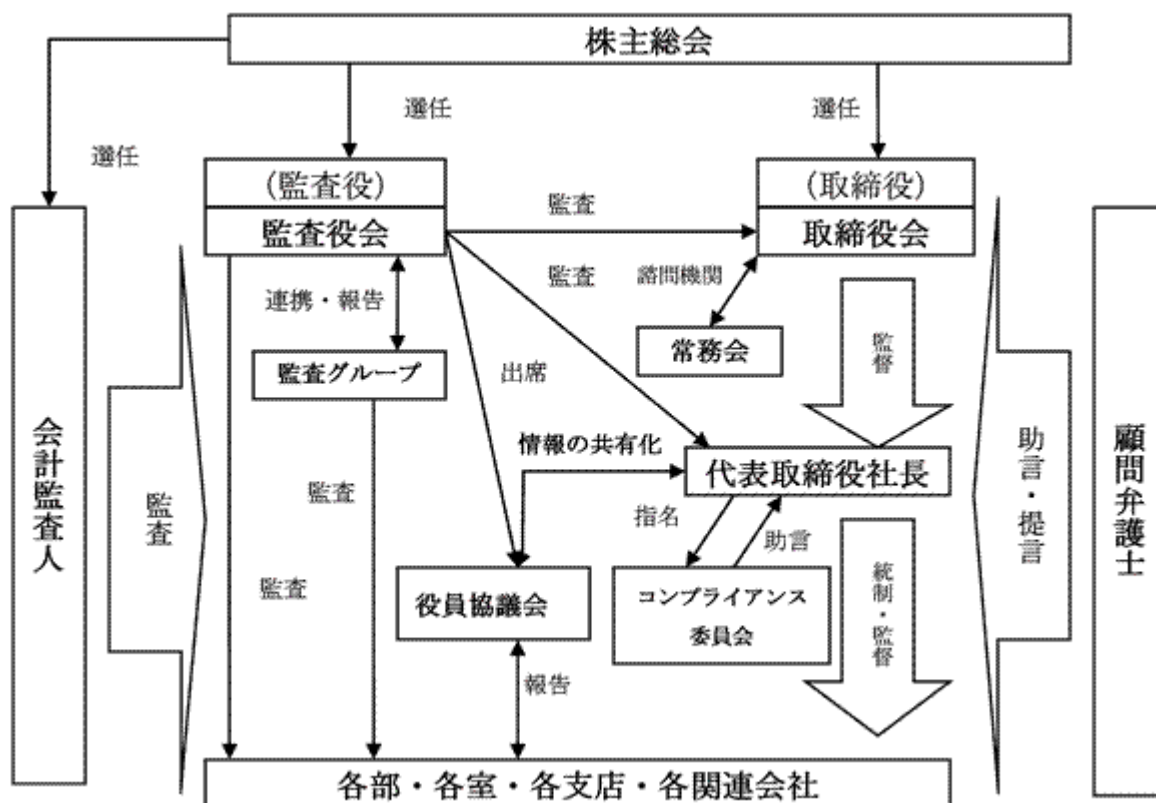 株主総会
選任
選任
選任
(監査役)
監査役会
(取締役)
取締役会
監査
監査
諮問機関
連携・報告
監査グループ
常務会
出席
監督
情報の共有化
代表取締役社長
会計監査人
監査
監査
監査
指名
助言
役員協議会
コンプライアンス
委員会
統制・監督
助言・提言
顧問弁護士
報告
各部・各室・各支店・各関連会社